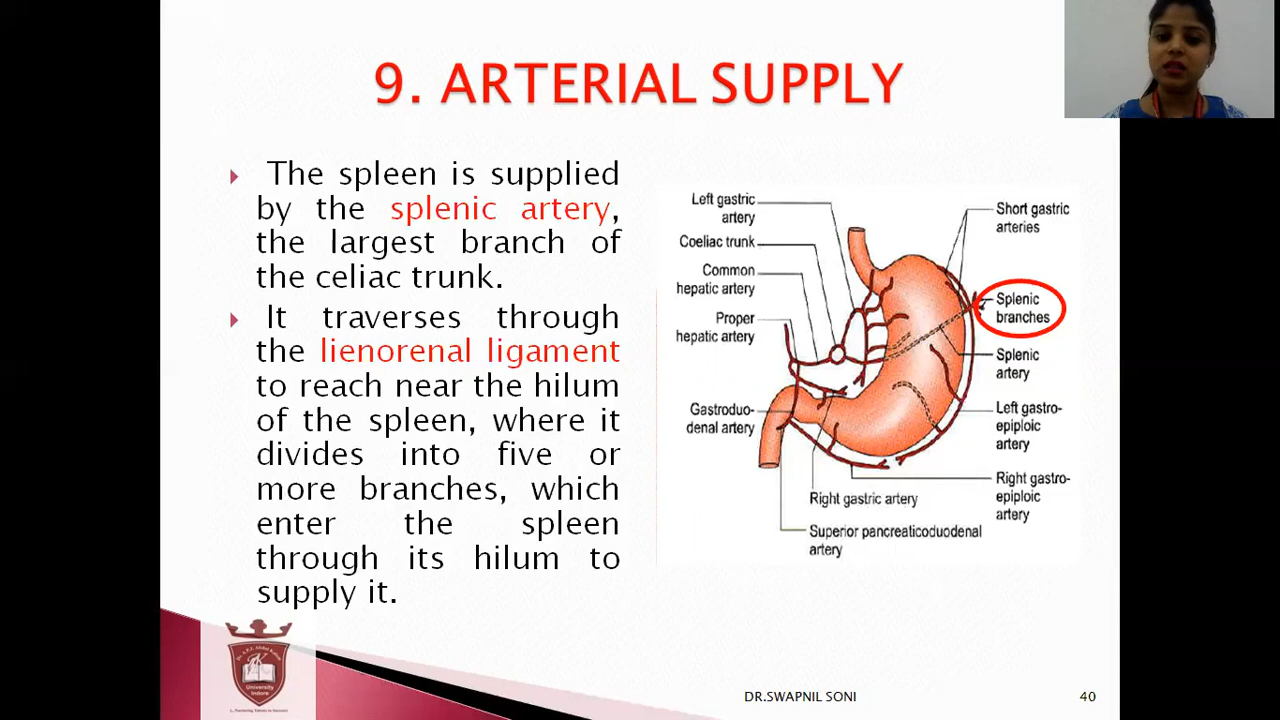 9. ARTERIAL SUPPLY
The spleen is supplied
by the splenic artery,
the largest branch of
the celiac trunk.
It traverses through
the lienorenal ligament
to reach near the hilum
of the spleen, where it
divides into five or
more branches, which
enter the spleen
through its hilum to
supply it.
Left gastric
artery
Coeliac trunk
Common
hepatic artery
Proper
hepatic artery
Gastroduo-
denal artery
Short gastric
arteries
Splenic
branches
Splenic
artery
Left gastro-
epiploic
artery
Right gastro-
epiploic
artery
Right gastric artery
Superior pancreaticoduodenal
artery
University
Indore
DR.SWAPNIL SONI
40